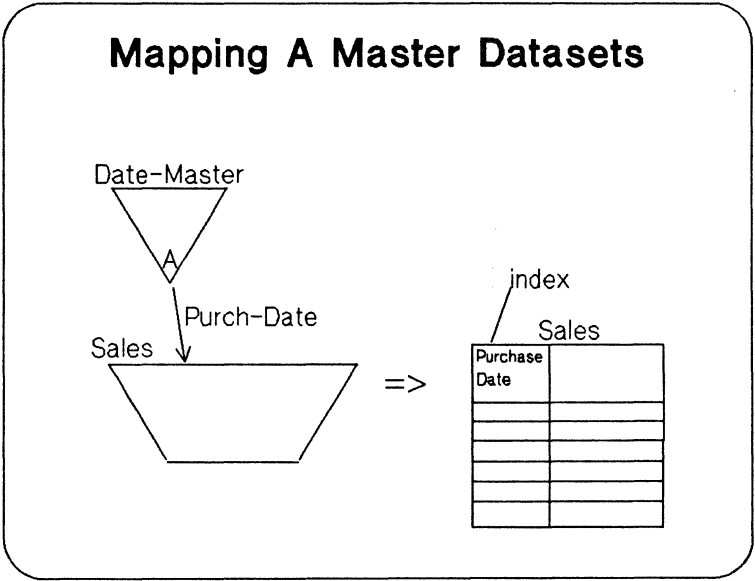 Mapping A Master Datasets
Date-Master
A
Purch-Date
Sales
=>
index
Sales
Purchase
Date